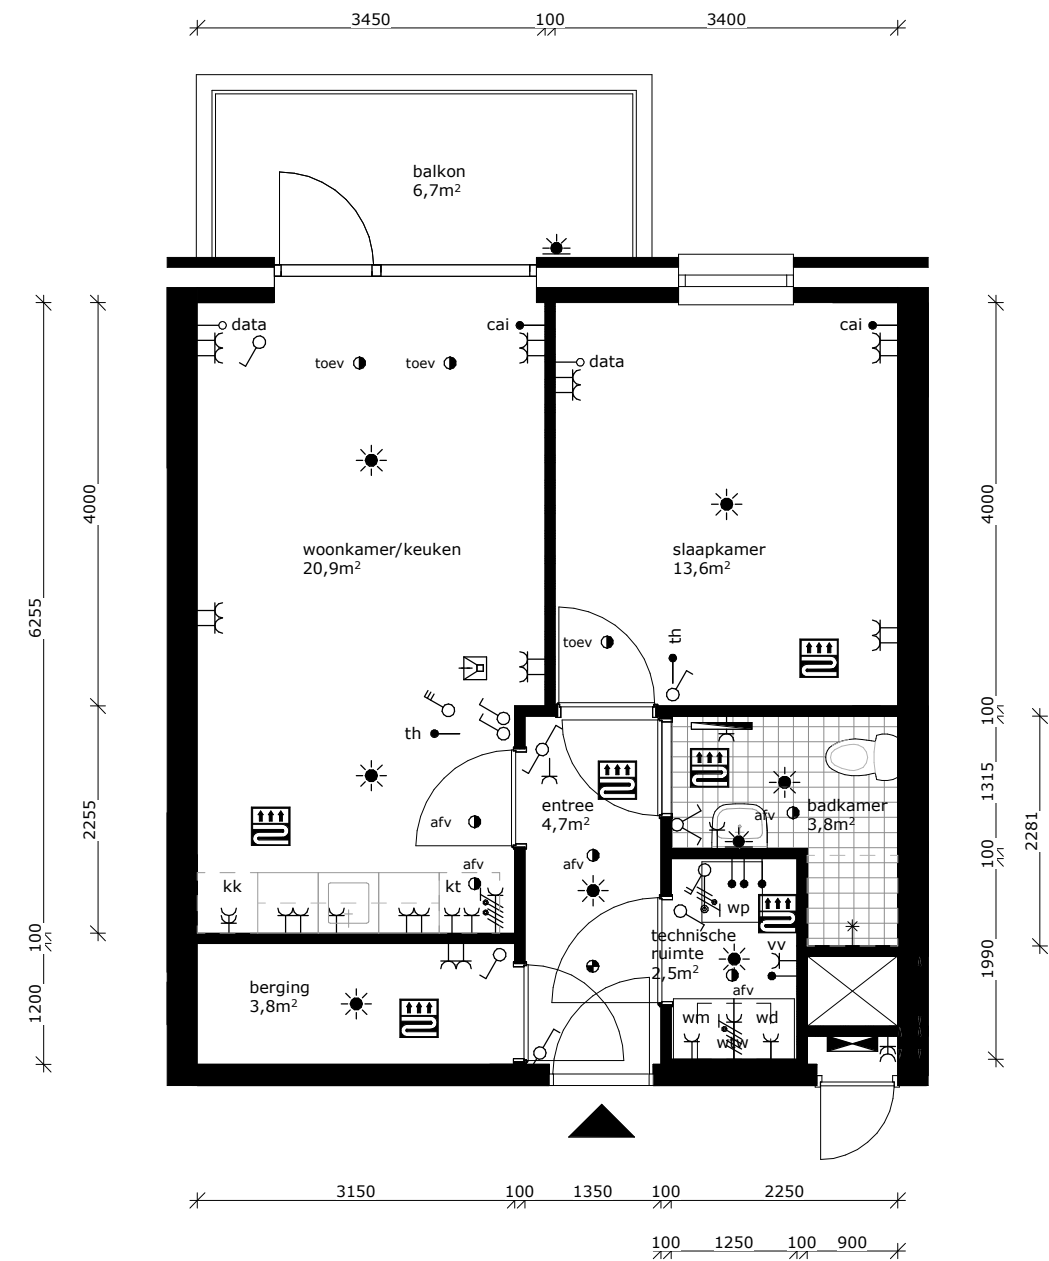 3450
100
3400
balkon
6,7m²
data
cai
cai
toev
toev
data
4000
4000
woonkamer/keuken
20,9m²
slaapkamer
13,6m²
6255
toev
th
th
100
1315
2281
2255
entree
4,7m²
badkamer
3,8m²
afv
afv
afv
afv
100
kk
kt
wp
technische
ruimte
2,5m²
vv
afv
100
1990
berging
3,8m²
1200
wm
wd
wtw
3150
100
1350
100
2250
100
1250
100
900